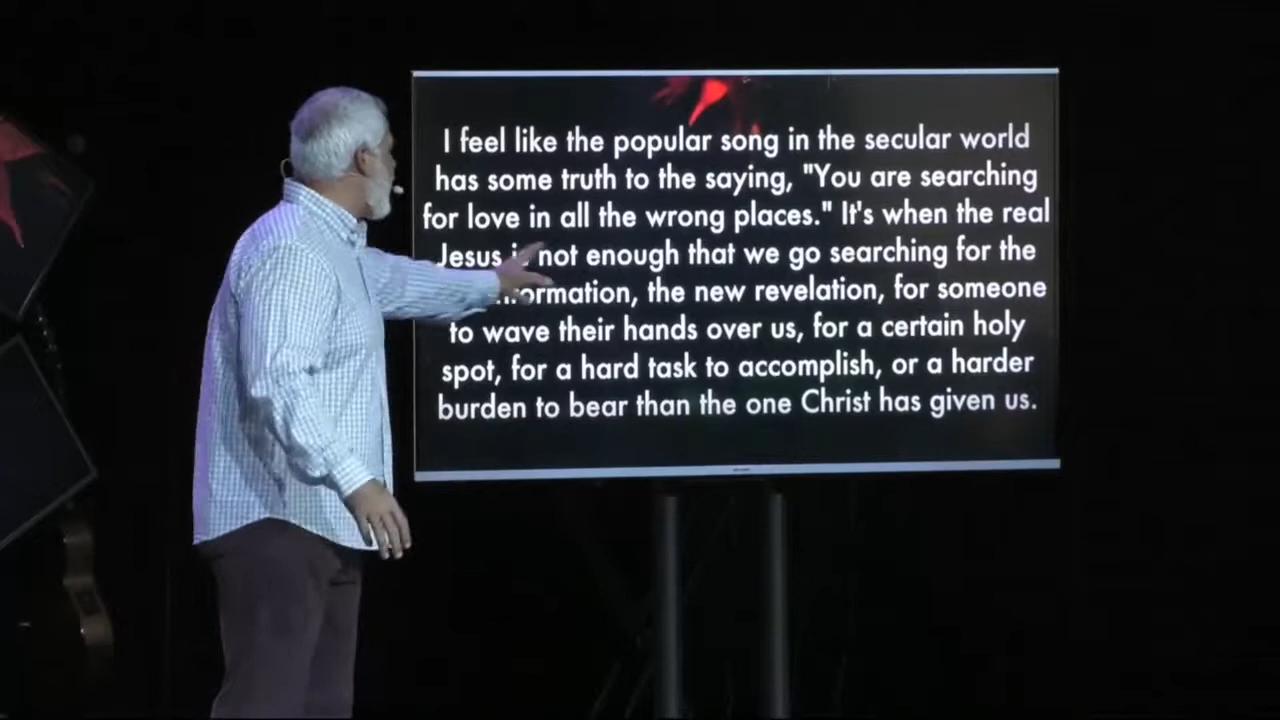 I feel like the popular song in the secular world
has some truth to the saying, "You are searching
for love in all the wrong places." It's when the real
Jesus is not enough that we go searching for the
information, the new revelation, for someone
to wave their hands over us, for a certain holy
spot, for a hard task to accomplish, or a harder
burden to bear than the one Christ has given us.